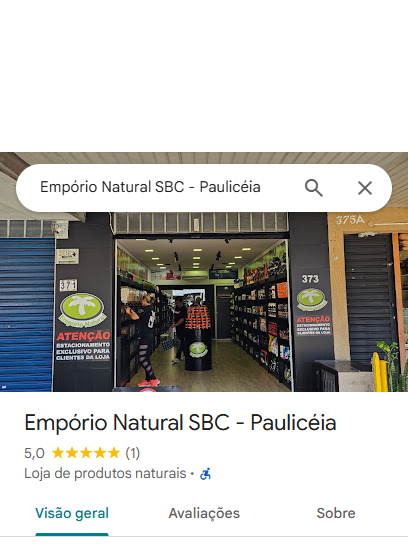 Empório Natural SBC - Paulicéia
375A
371
373
ATENÇÃO
ESTACIONAMENTO
EXCLUSIVO PARA
CLIENTES DA LOJA
ATENÇÃO
ESTACIONAMENTO
EXCLUSIVO PARA
CLIENTES DA LOJA
Empório Natural SBC - Paulicéia
5,0 ★★★★★ (1)
Loja de produtos naturais ·
Visão geral
Avaliações
Sobre